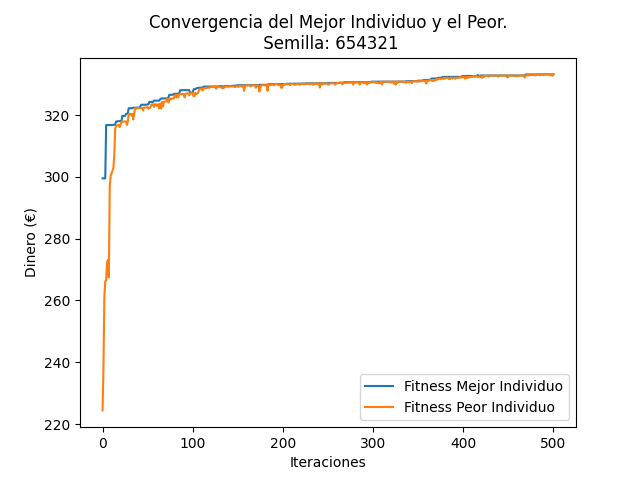 Convergencia del Mejor Individuo y el Peor.
Semilla: 654321
Dinero (€)
320
300
280
260
240
220
0
100
200
300
400
500
Iteraciones
Fitness Mejor Individuo
Fitness Peor Individuo